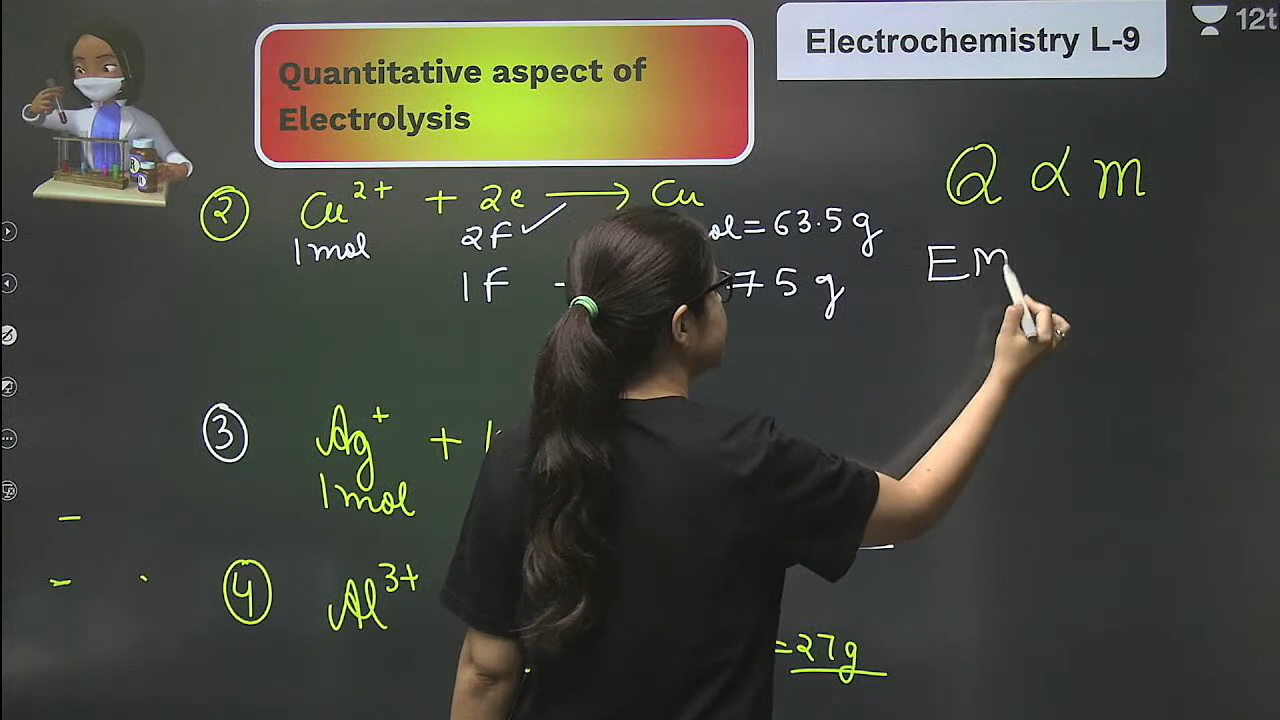 Electrochemistry L-9
12t
Quantitative aspect of
Electrolysis
Q ∝ m
② Cu²⁺ + 2e ⟶ Cu
1mol 2F ✓ ol = 63.5 g
1F - 75 g
E M
③ Ag⁺ + 1
1mol
④ Al³⁺
= 27g